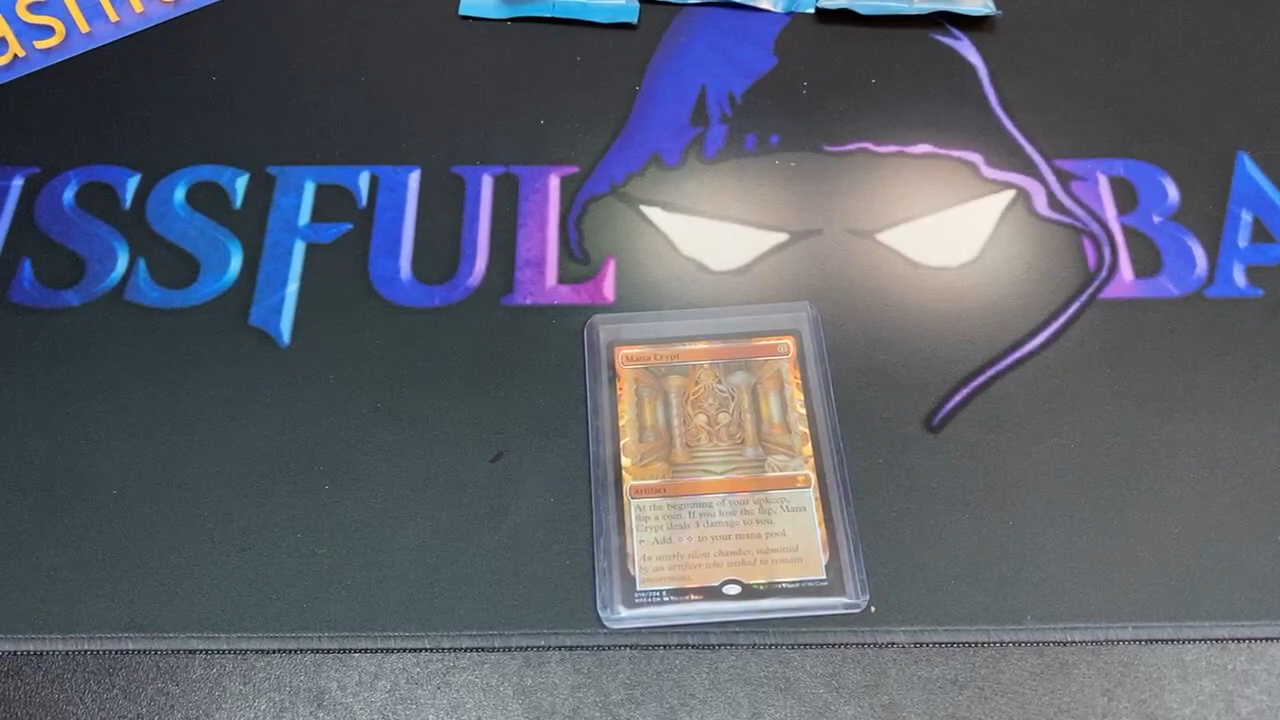 asm
USSFUL BA
Mana Crypt
Artifact
At the beginning of your upkeep,
flip a coin. If you lose the flip, Mana
Crypt deals 3 damage to you.
Add to your mana pool.
An utterly silent chamber, submitted
by an artificer who wished to remain
anonymous.